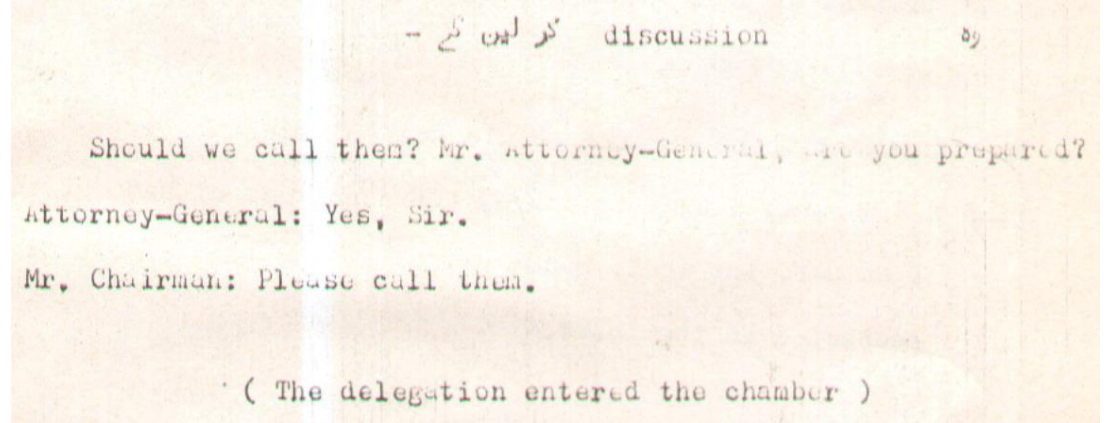 وہ discussion کر لیں گے -
Should we call them? Mr. Attorney-General, are you prepared?
Attorney-General: Yes, Sir.
Mr. Chairman: Please call them.
( The delegation entered the chamber )